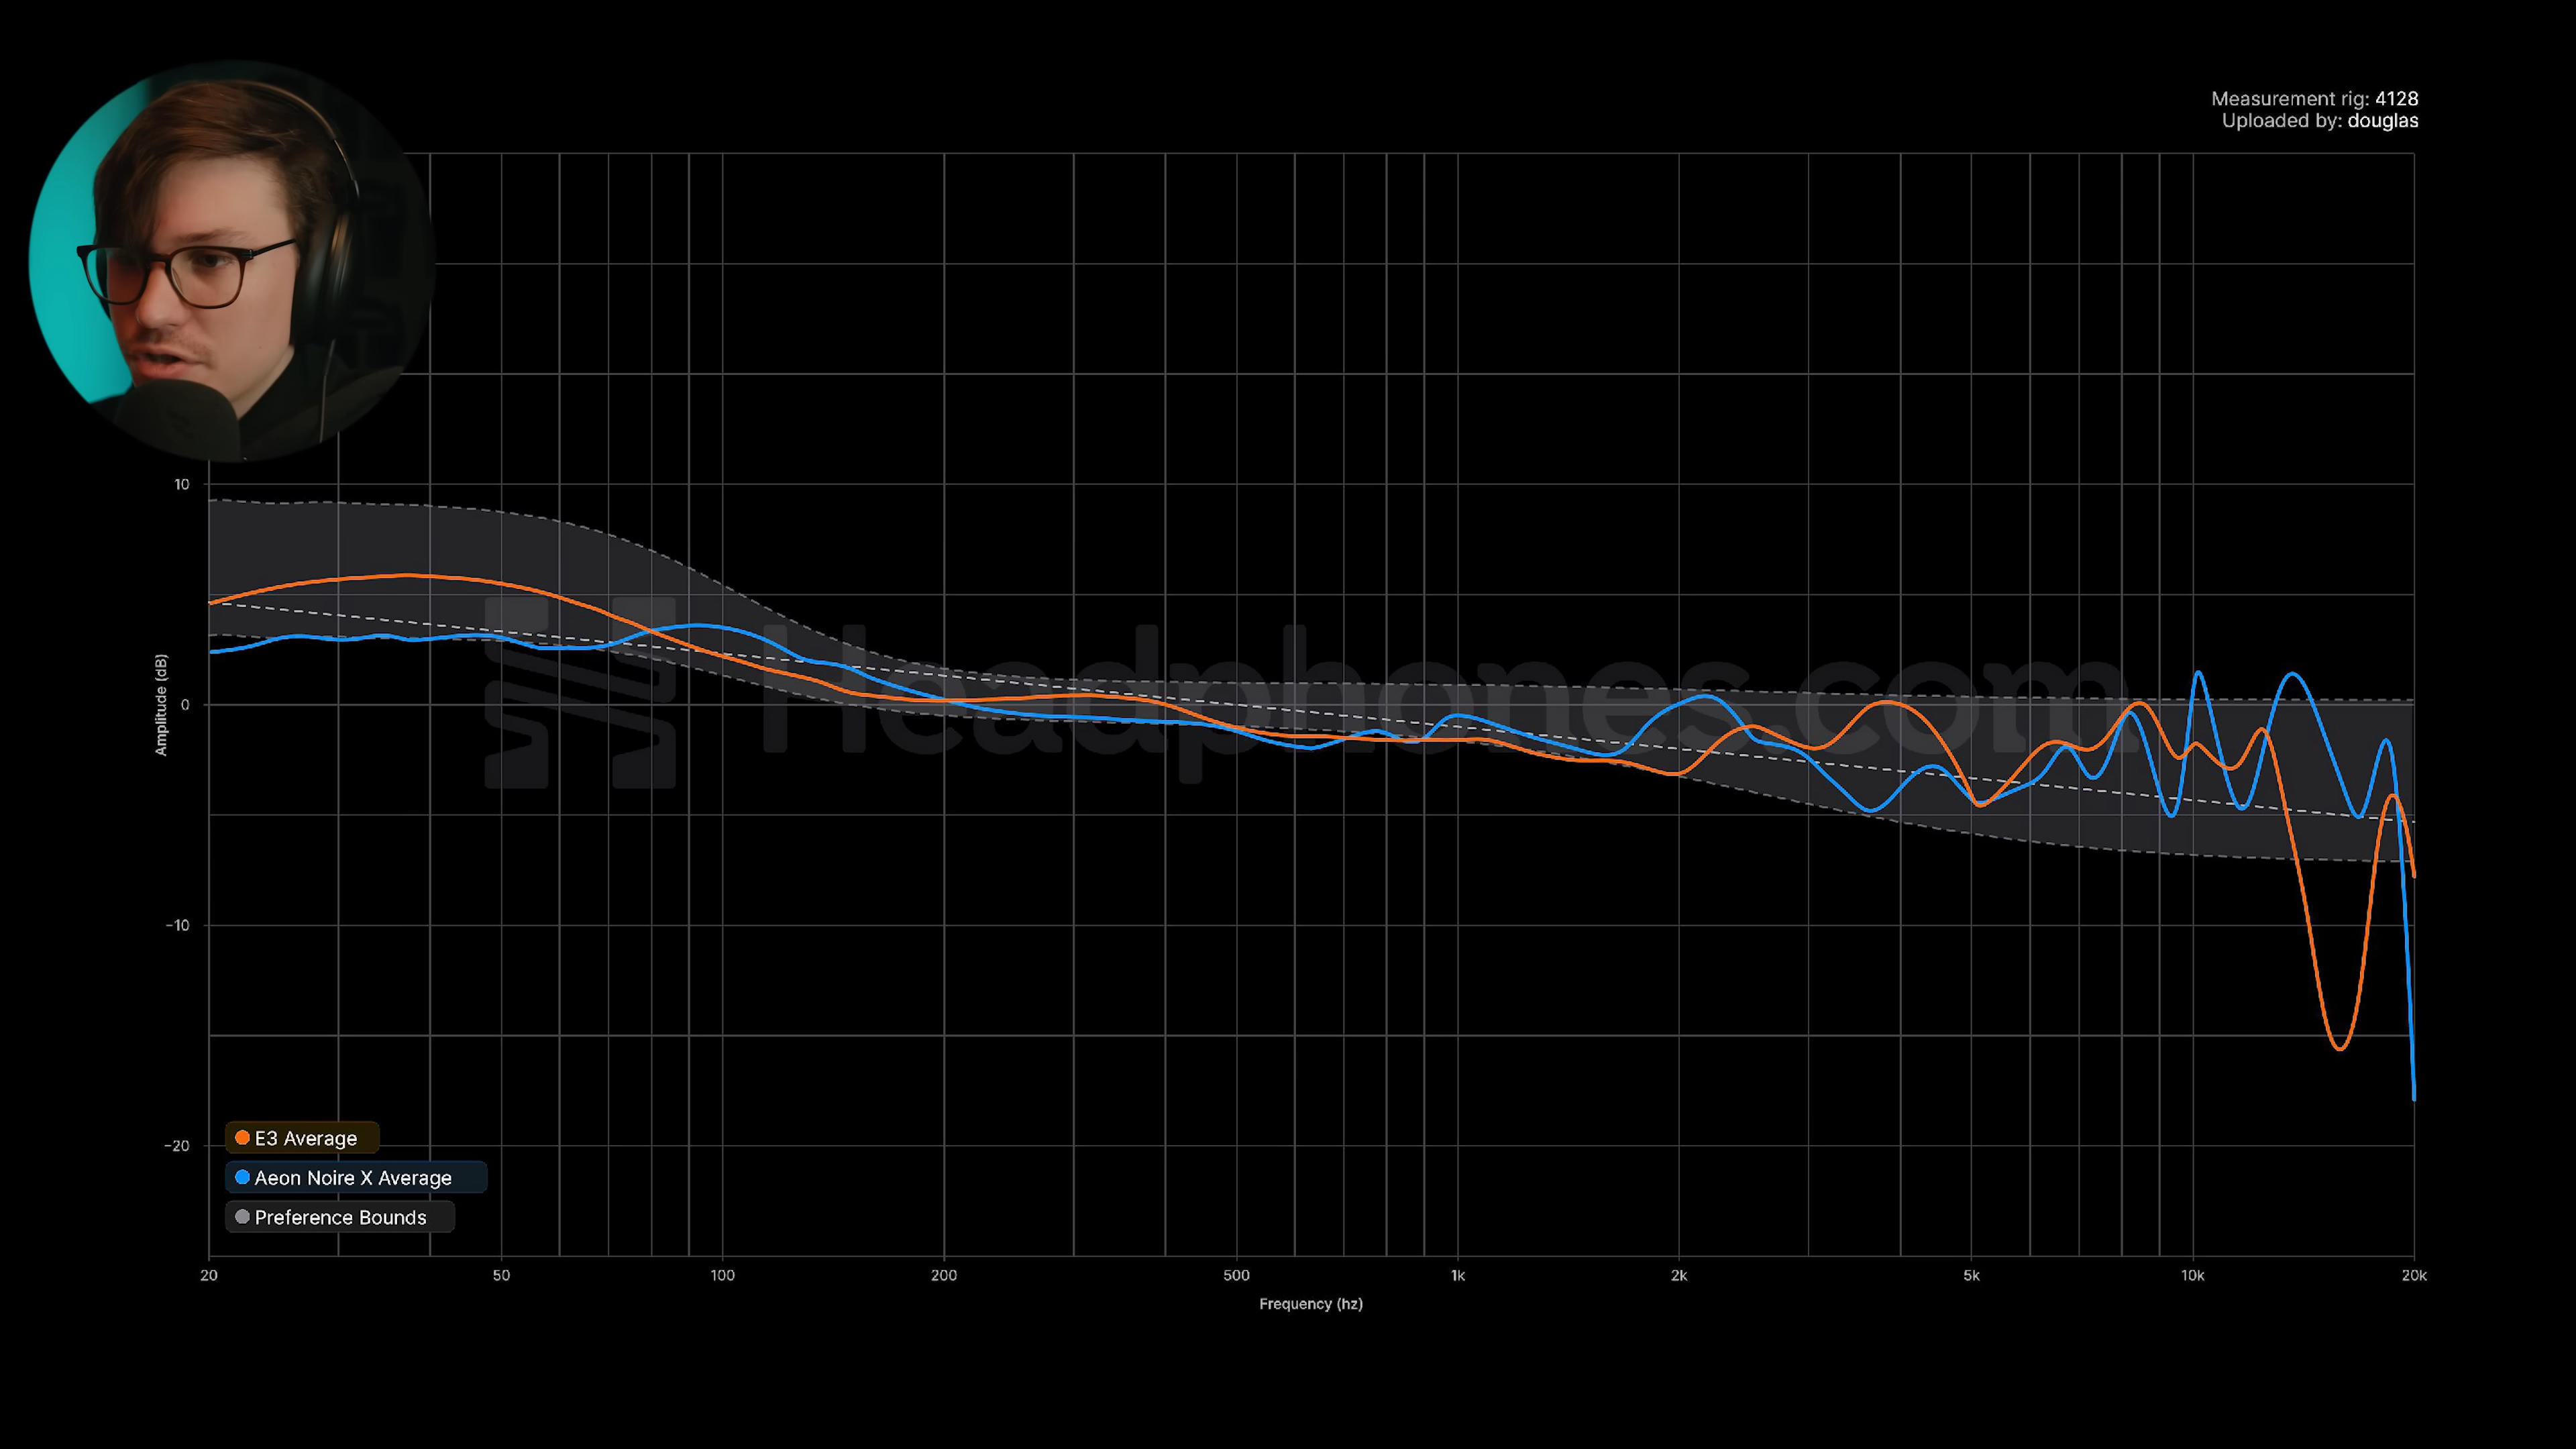 Measurement rig: 4128
Uploaded by: douglas
10
0
-10
-20
Amplitude (dB)
Headphones.com
E3 Average
Aeon Noire X Average
Preference Bounds
20 50 100 200 500 1k 2k 5k 10k 20k
Frequency (hz)